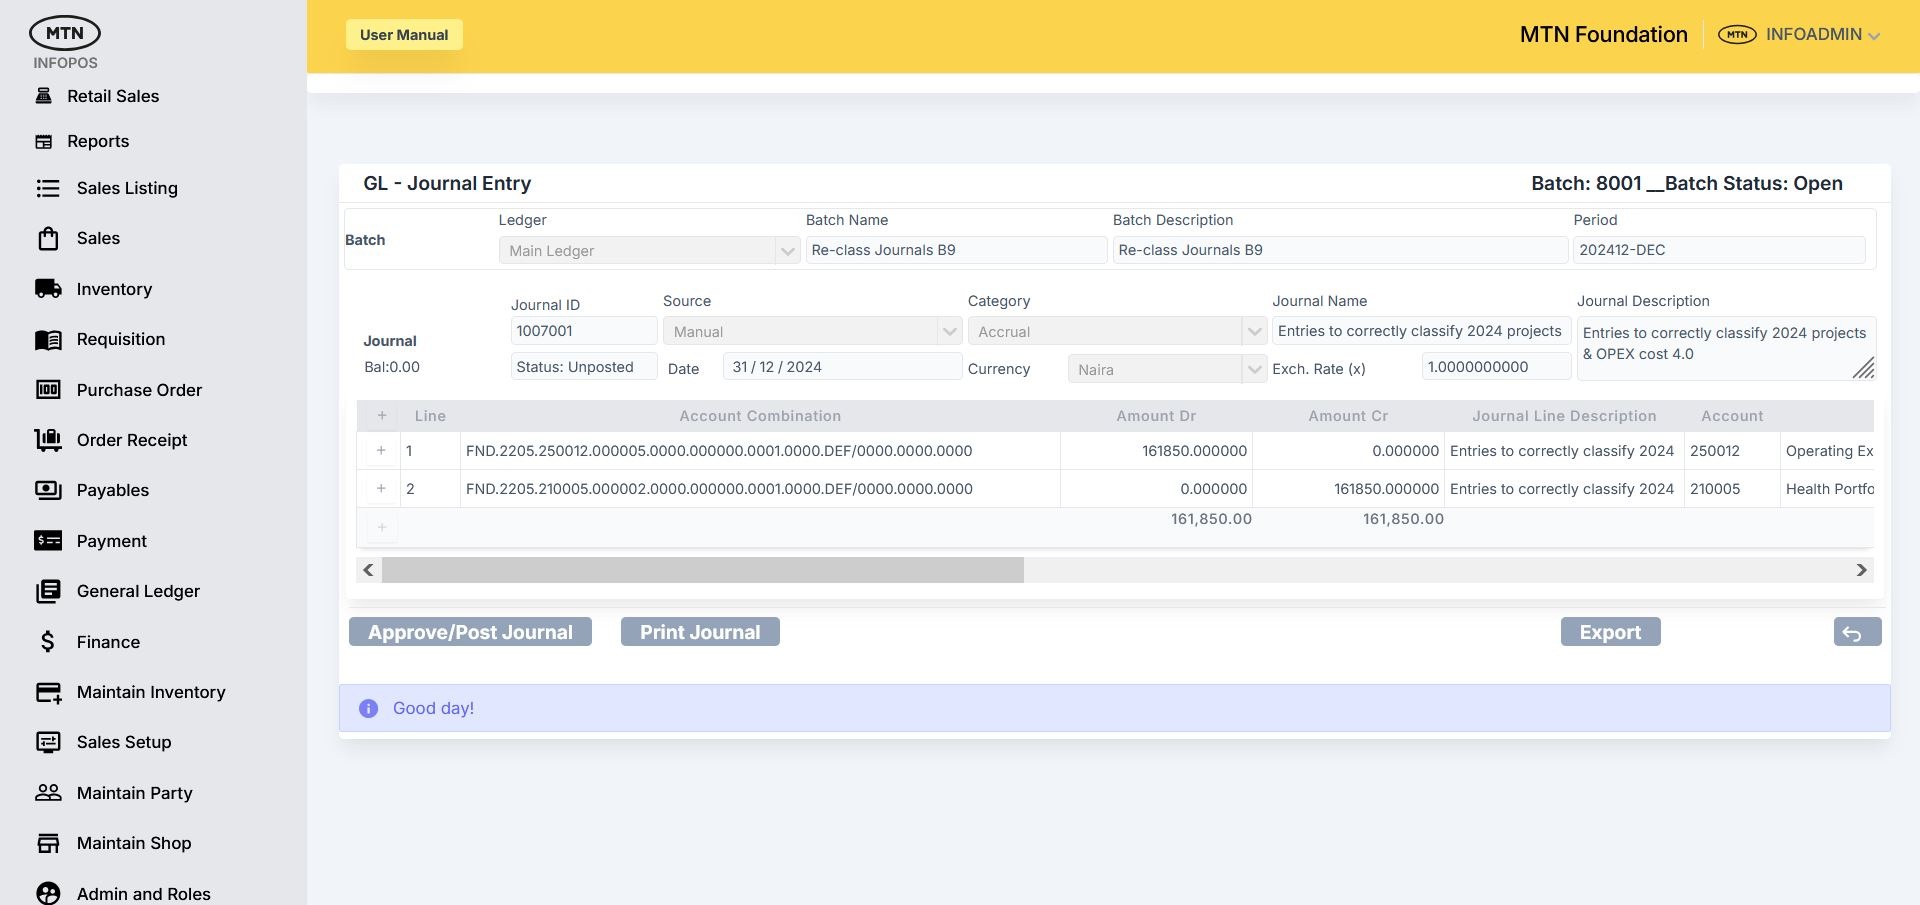 MTN
INFOPOS
Retail Sales
Reports
Sales Listing
Sales
Inventory
Requisition
Purchase Order
Order Receipt
Payables
Payment
General Ledger
Finance
Maintain Inventory
Sales Setup
Maintain Party
Maintain Shop
Admin and Roles
User Manual
MTN Foundation
MTN
INFOADMIN
GL - Journal Entry
Batch: 8001 __Batch Status: Open
Batch
Ledger
Main Ledger
Batch Name
Re-class Journals B9
Batch Description
Re-class Journals B9
Period
202412-DEC
Journal
Bal:0.00
Journal ID
1007001
Status: Unposted
Source
Manual
Date
31 / 12 / 2024
Category
Accrual
Currency
Naira
Journal Name
Entries to correctly classify 2024 projects
Exch. Rate (x)
1.0000000000
Journal Description
Entries to correctly classify 2024 projects
& OPEX cost 4.0
+ Line Account Combination Amount Dr Amount Cr Journal Line Description Account
+ 1 FND.2205.250012.000005.0000.000000.0001.0000.DEF/0000.0000.0000 161850.000000 0.000000 Entries to correctly classify 2024 250012 Operating Ex
+ 2 FND.2205.210005.000002.0000.000000.0001.0000.DEF/0000.0000.0000 0.000000 161850.000000 Entries to correctly classify 2024 210005 Health Portfo
+ 161,850.00 161,850.00
Approve/Post Journal
Print Journal
Export
Good day!